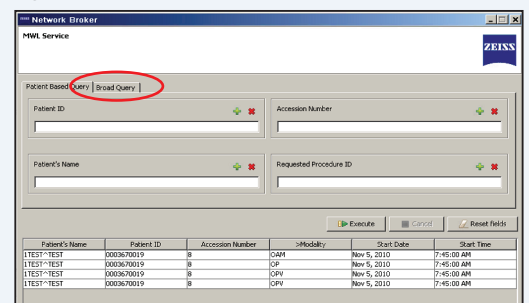 Network Broker
MWL Service
ZEISS
Patient Based Query Broad Query
Patient ID Accession Number
Patient's Name Requested Procedure ID
Execute Cancel Reset fields
Patient's Name Patient ID Accession Number >Modality Start Date Start Time
1TEST^TEST 0003670019 8 OAM Nov 5, 2010 7:45:00 AM
1TEST^TEST 0003670019 8 OP Nov 5, 2010 7:45:00 AM
1TEST^TEST 0003670019 8 OPV Nov 5, 2010 7:45:00 AM
1TEST^TEST 0003670019 8 OPV Nov 5, 2010 7:45:00 AM